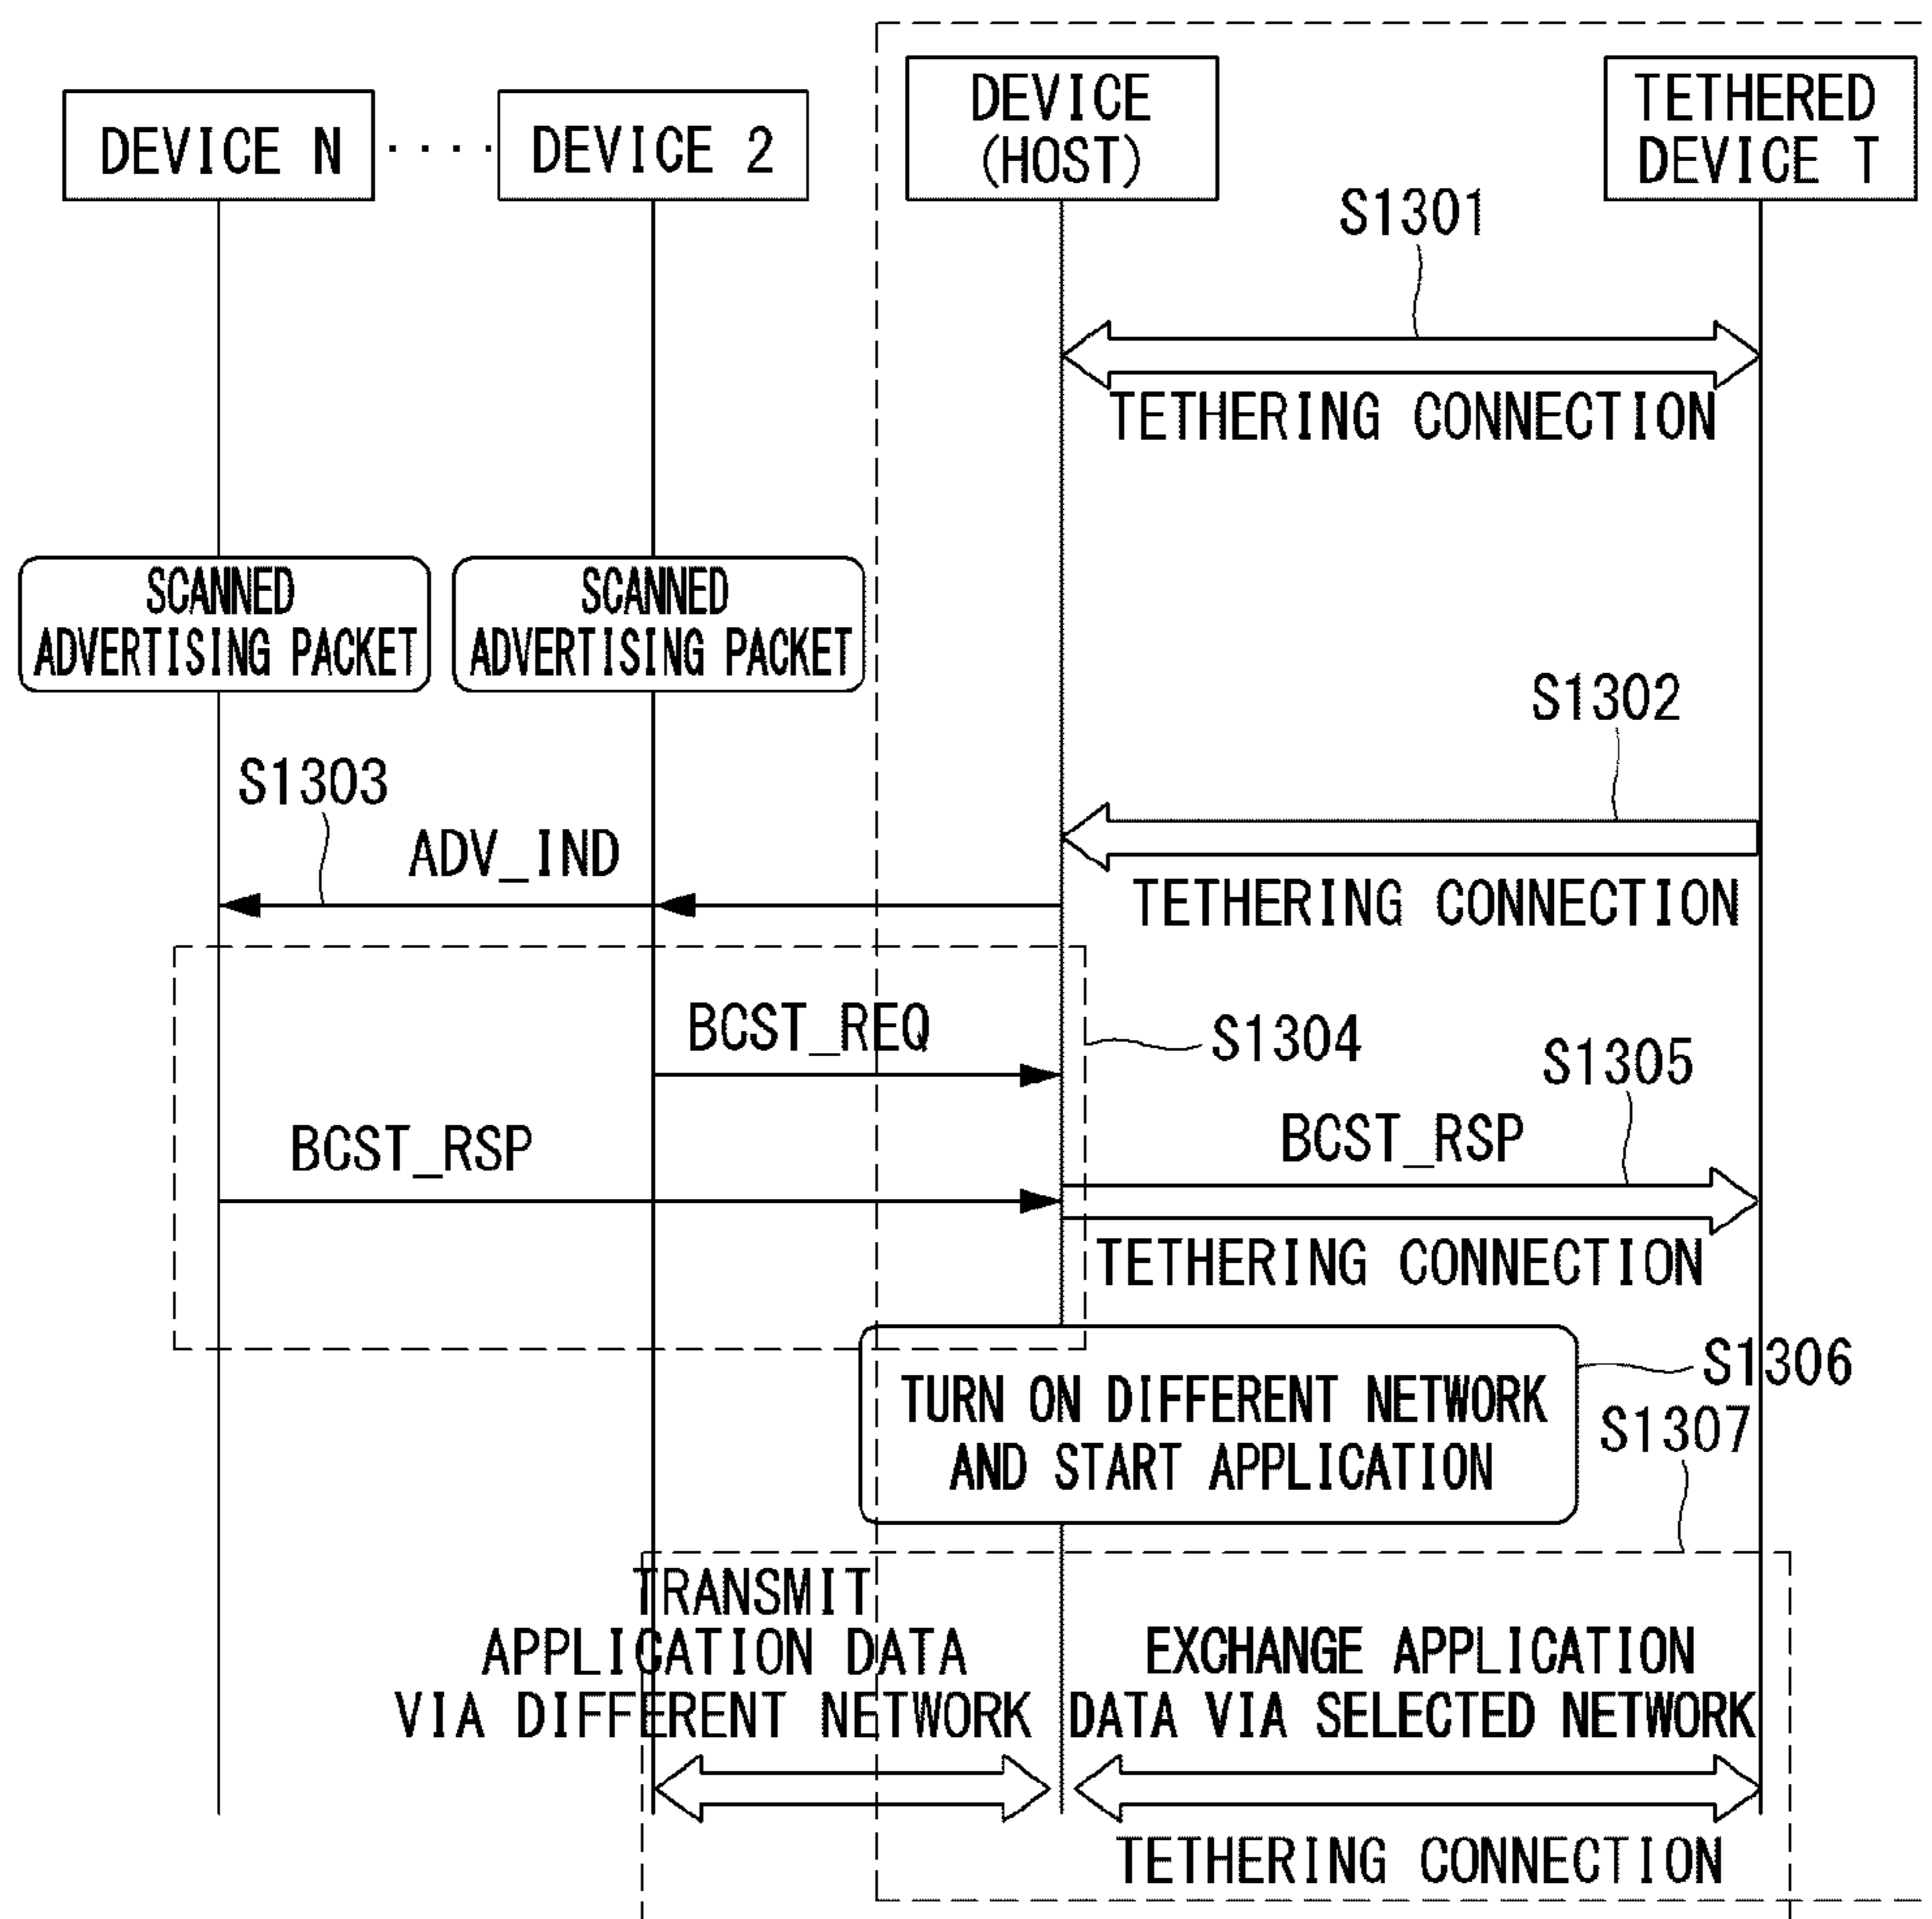 DEVICE N
····
DEVICE 2
DEVICE
(HOST)
TETHERED
DEVICE T
S1301
TETHERING CONNECTION
SCANNED
ADVERTISING PACKET
SCANNED
ADVERTISING PACKET
S1302
S1303
ADV_IND
TETHERING CONNECTION
BCST_REQ
S1304
S1305
BCST_RSP
BCST_RSP
TETHERING CONNECTION
S1306
TURN ON DIFFERENT NETWORK
AND START APPLICATION
S1307
TRANSMIT
APPLICATION DATA
VIA DIFFERENT NETWORK
EXCHANGE APPLICATION
DATA VIA SELECTED NETWORK
TETHERING CONNECTION